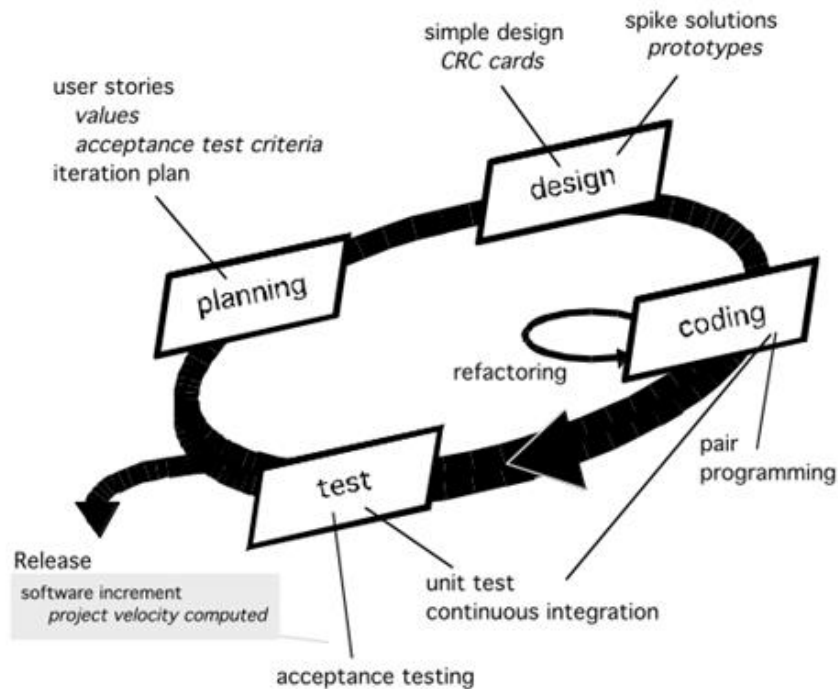 spike solutions
prototypes
simple design
CRC cards
user stories
values
acceptance test criteria
iteration plan
design
planning
coding
refactoring
pair
programming
test
Release
software increment
project velocity computed
unit test
continuous integration
acceptance testing